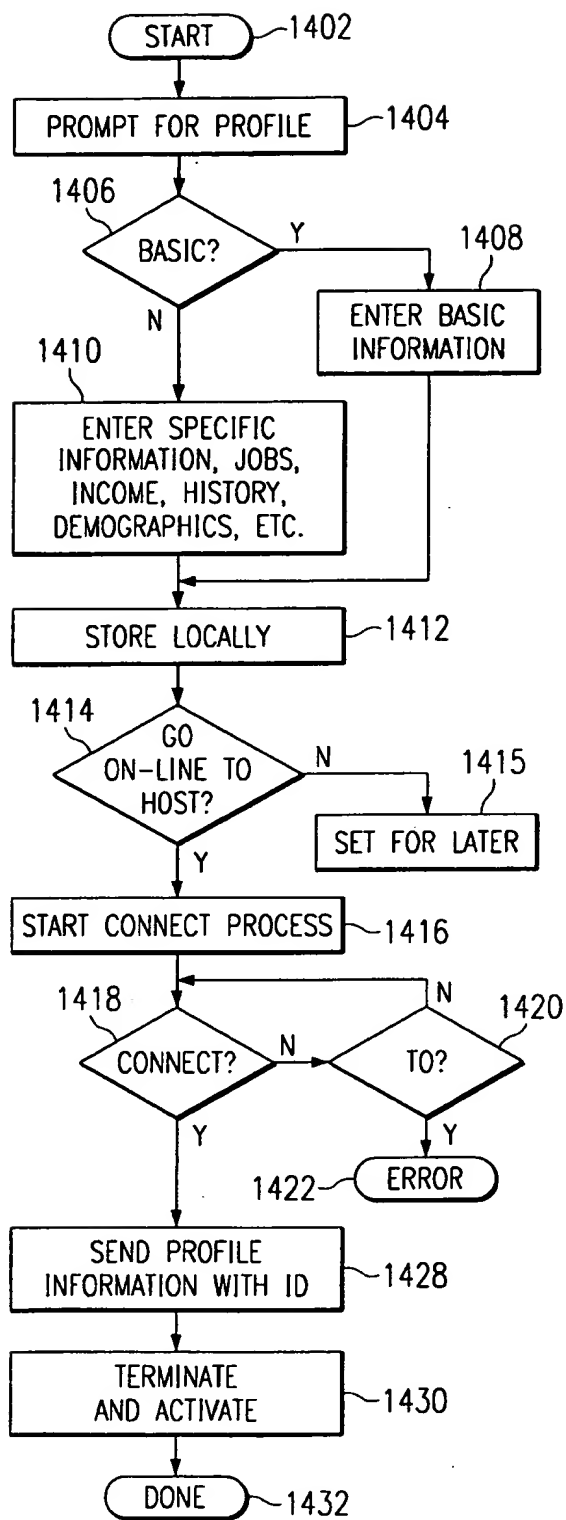 START
1402
PROMPT FOR PROFILE
1404
1406
BASIC?
Y
N
1408
ENTER BASIC
INFORMATION
1410
ENTER SPECIFIC
INFORMATION, JOBS,
INCOME, HISTORY,
DEMOGRAPHICS, ETC.
STORE LOCALLY
1412
1414
GO
ON-LINE TO
HOST?
N
Y
1415
SET FOR LATER
START CONNECT PROCESS
1416
1418
CONNECT?
N
Y
1420
TO?
N
Y
1422
ERROR
SEND PROFILE
INFORMATION WITH ID
1428
TERMINATE
AND ACTIVATE
1430
DONE
1432